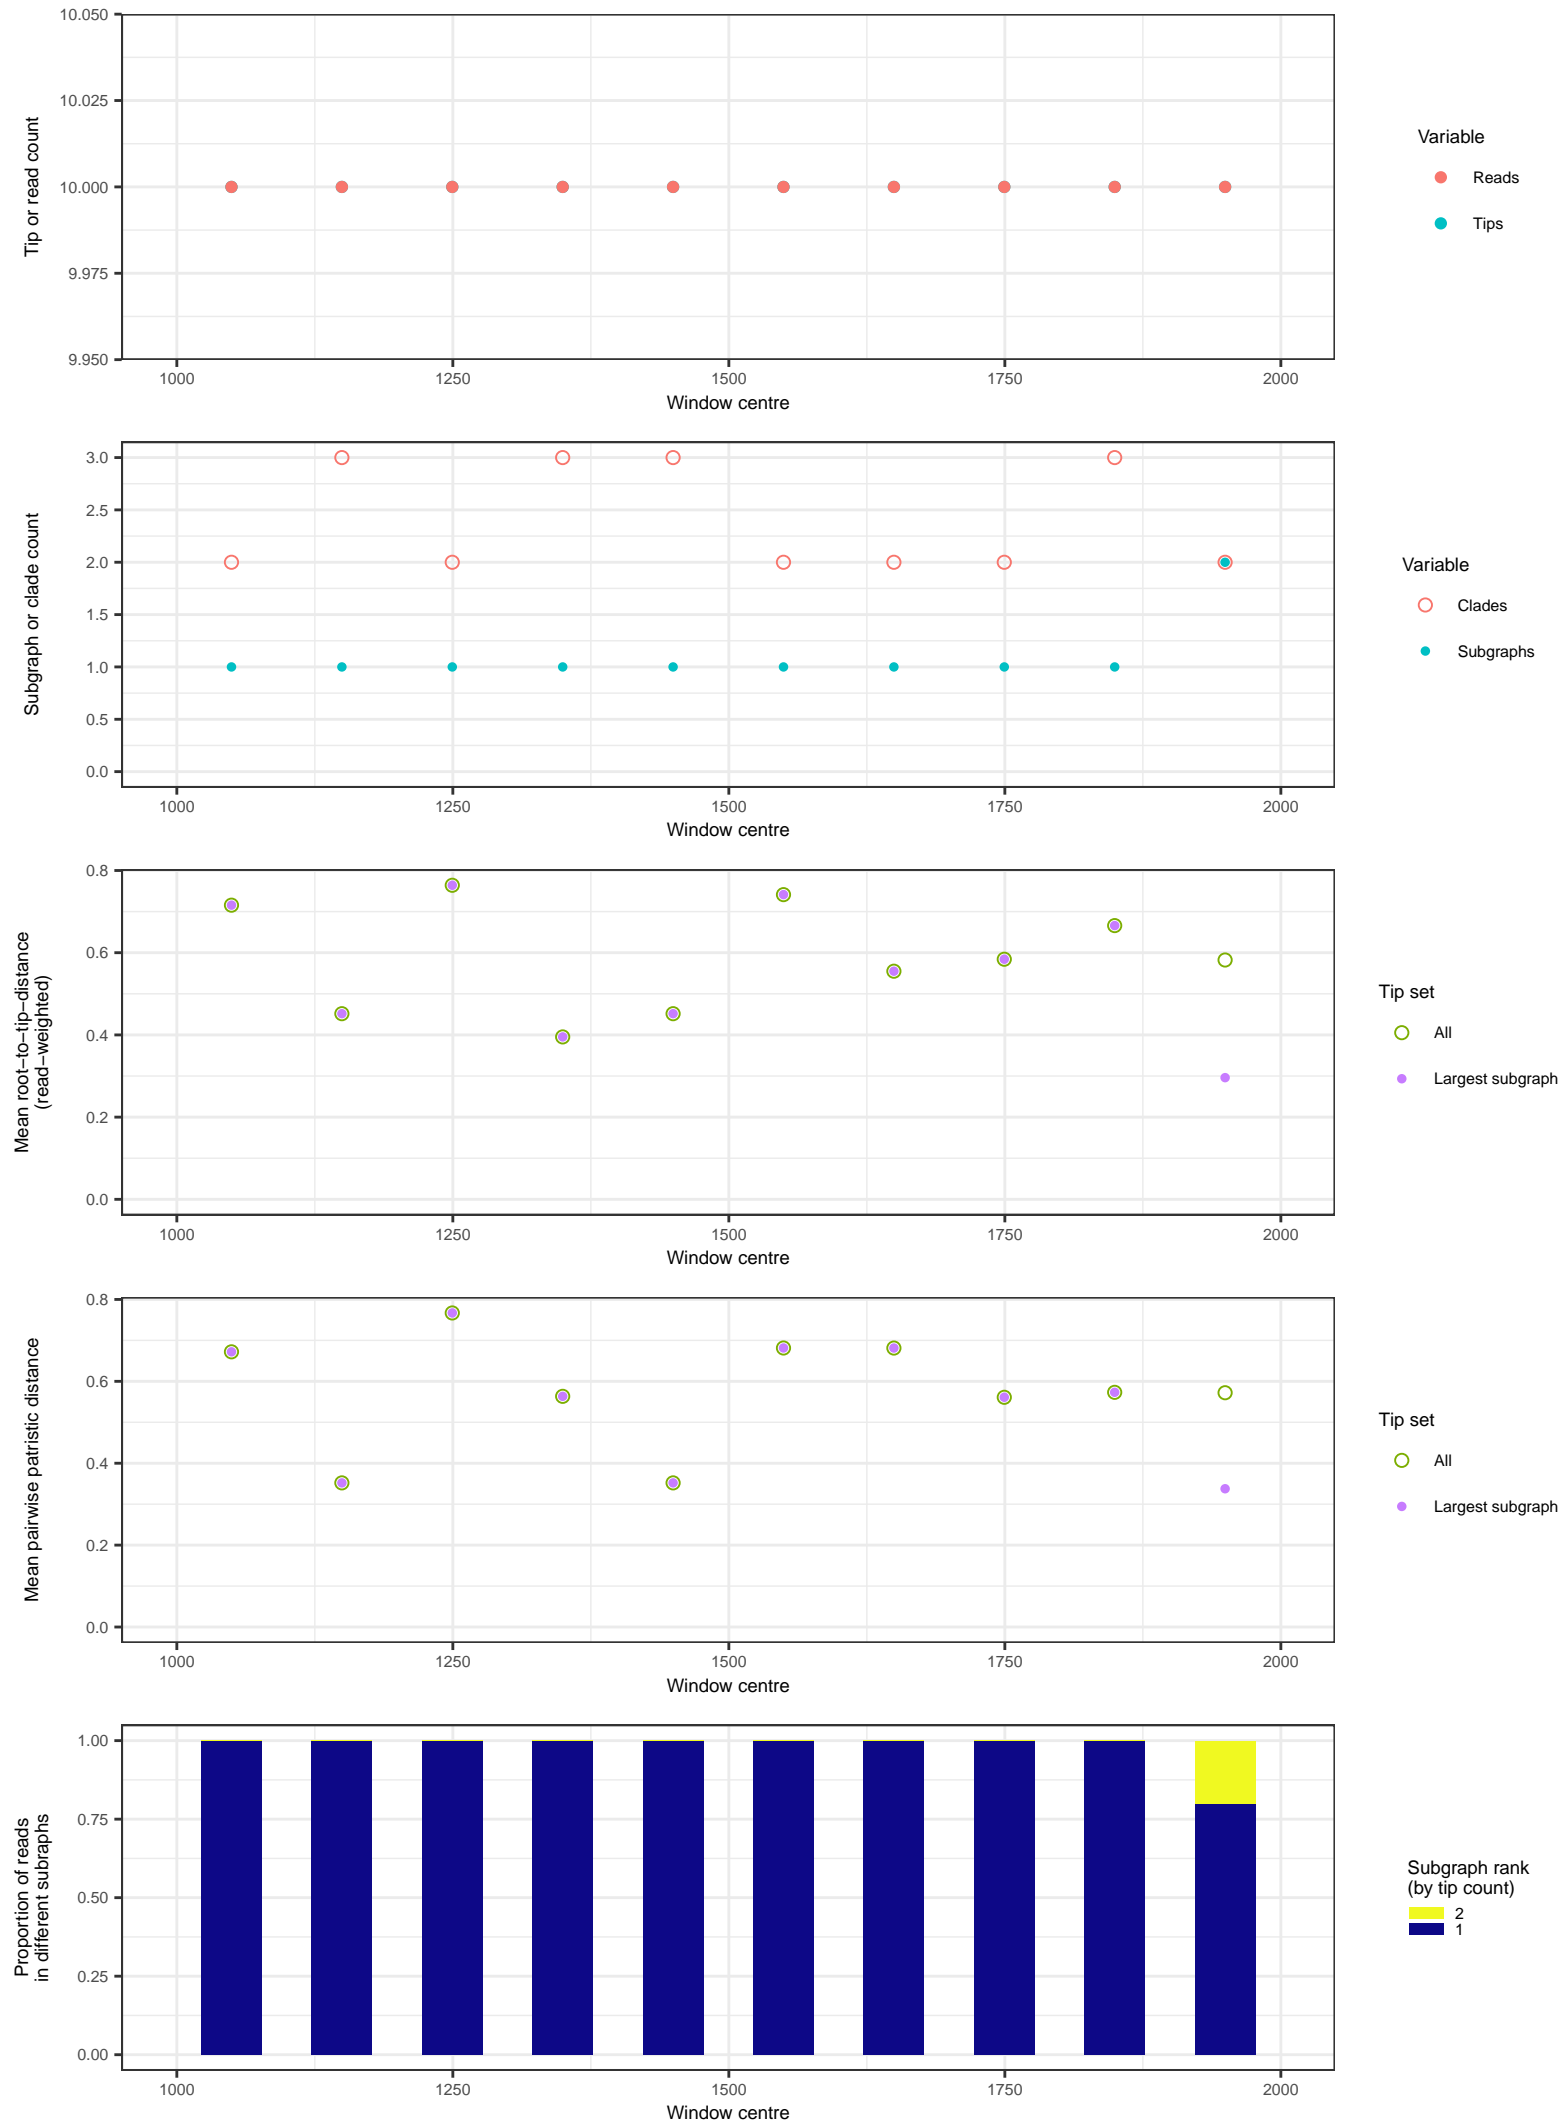 10.050
10.025
10.000
9.975
9.950
Tip or read count
1000 1250 1500 1750 2000
Window centre
Variable
Reads
Tips
3.0
2.5
2.0
1.5
1.0
0.5
0.0
Subgraph or clade count
1000 1250 1500 1750 2000
Window centre
Variable
Clades
Subgraphs
0.8
0.6
0.4
0.2
0.0
Mean root−to−tip−distance
(read−weighted)
1000 1250 1500 1750 2000
Window centre
Tip set
All
Largest subgraph
0.8
0.6
0.4
0.2
0.0
Mean pairwise patristic distance
1000 1250 1500 1750 2000
Window centre
Tip set
All
Largest subgraph
1.00
0.75
0.50
0.25
0.00
Proportion of reads
in different subraphs
1000 1250 1500 1750 2000
Window centre
Subgraph rank
(by tip count)
2
1